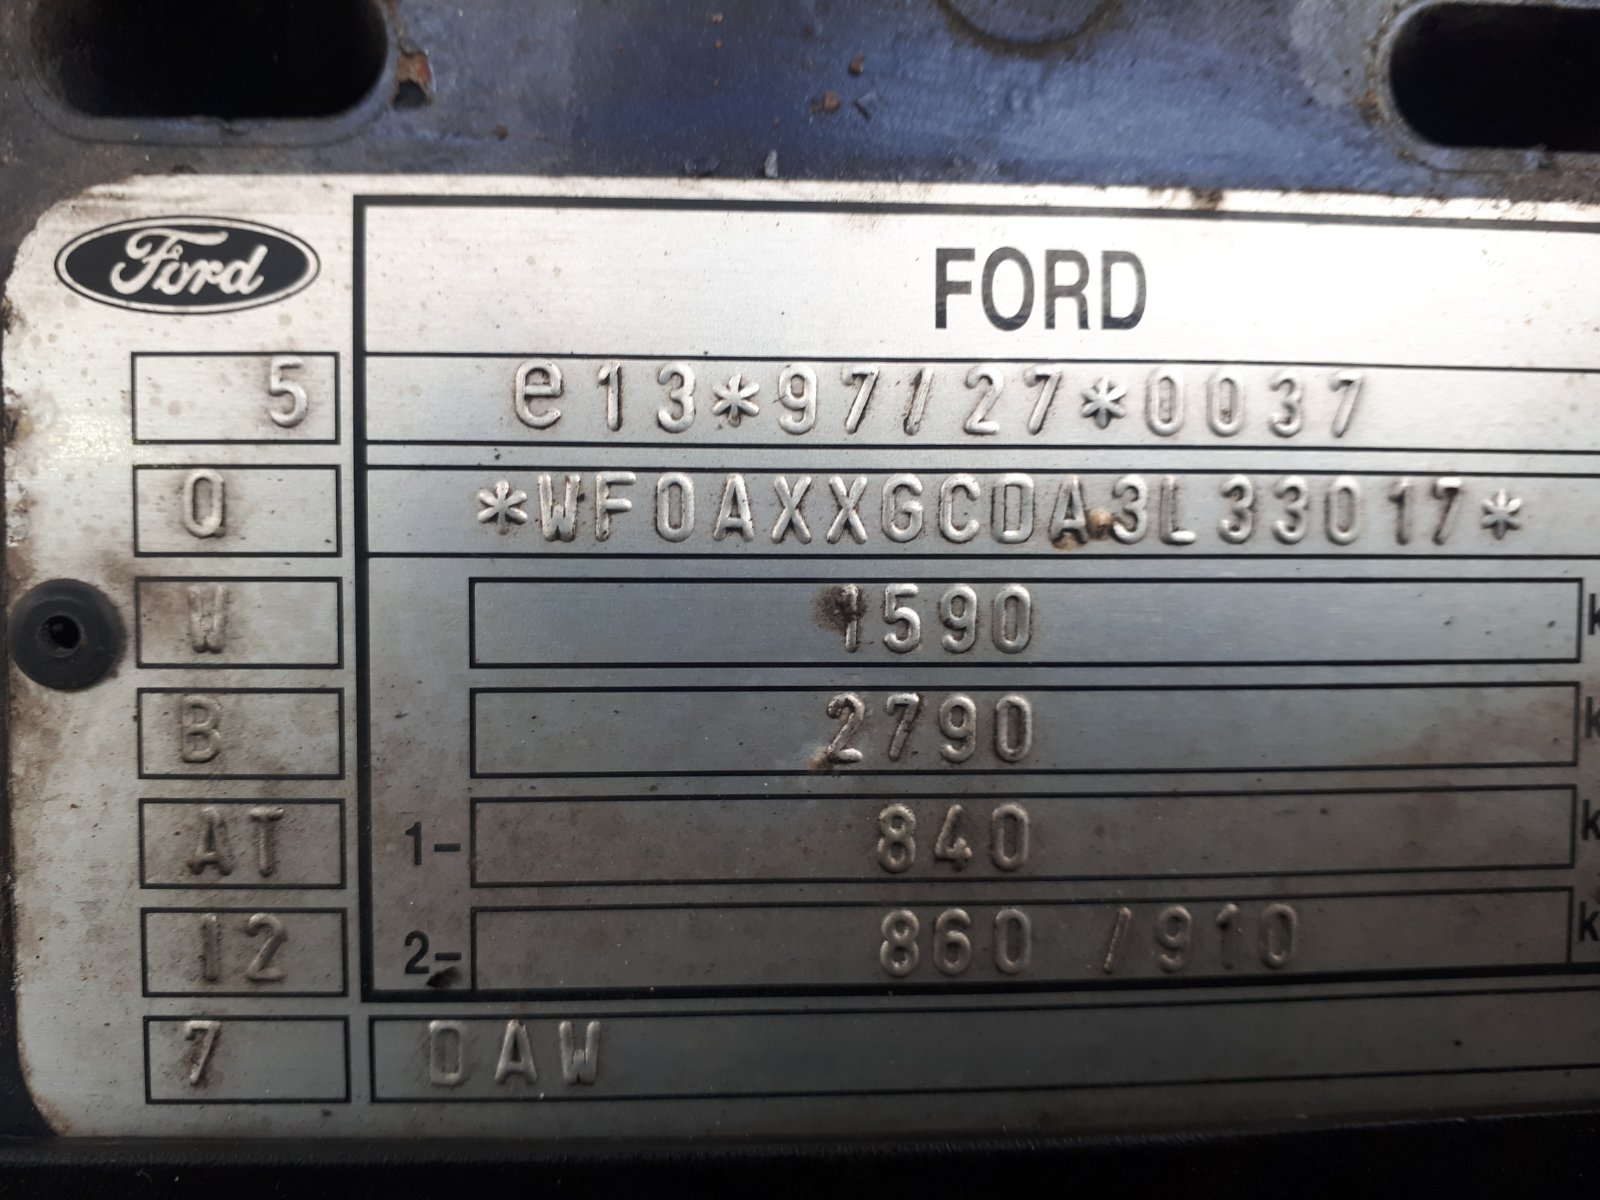 Ford FORD
5 e13*97/27*0037
Q *WF0AXXGCDA3L33017*
W 1590 k
B 2790 k
AT 1- 840 k
12 2- 860 /910 k
7 DAW